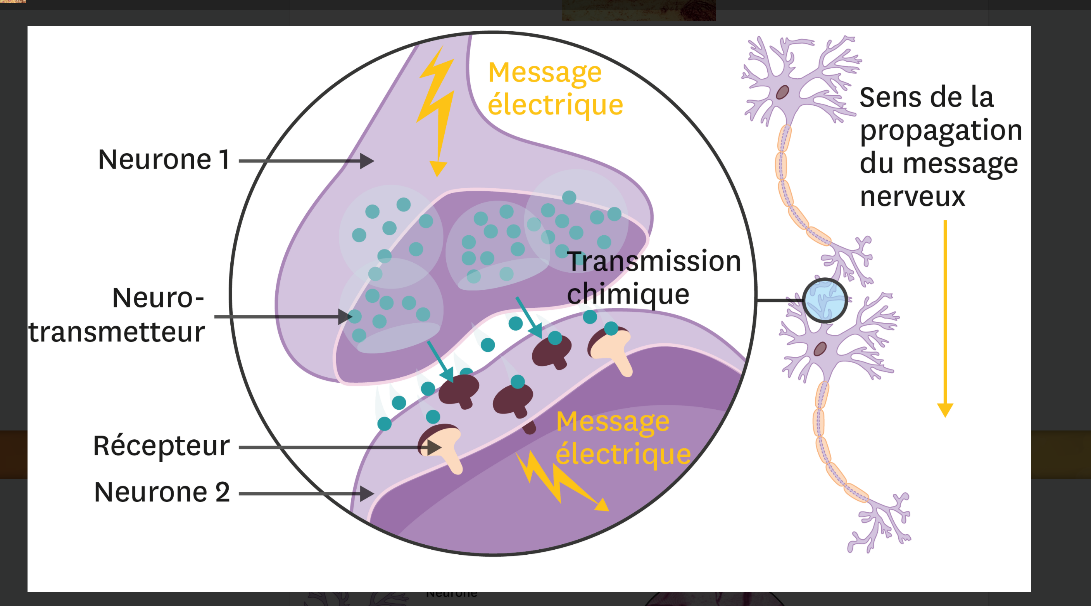 Message
électrique
Neurone 1
Sens de la
propagation
du message
nerveux
Transmission
chimique
Neuro-
transmetteur
Message
électrique
Récepteur
Neurone 2
Neurone